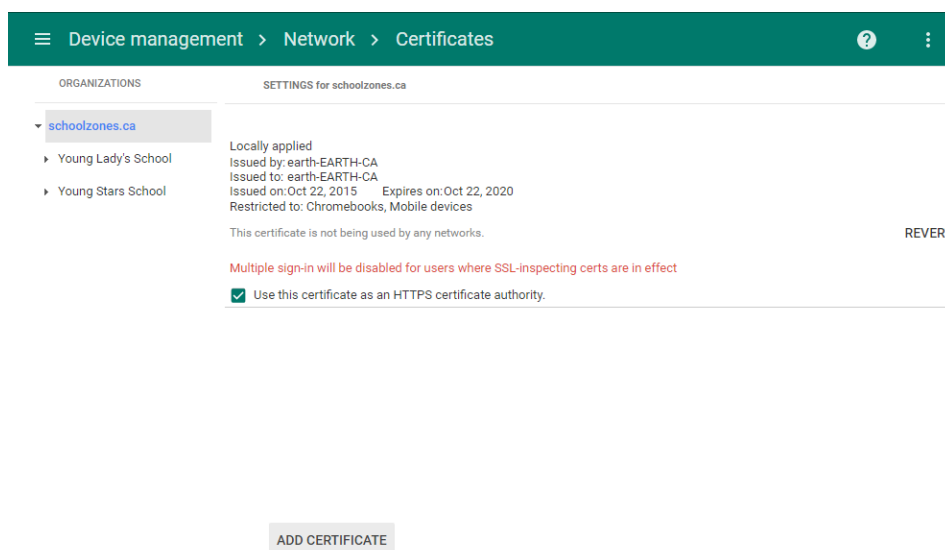 Device management > Network > Certificates
ORGANIZATIONS
SETTINGS for schoolzones.ca
schoolzones.ca
Young Lady's School
Young Stars School
Locally applied
Issued by: earth-EARTH-CA
Issued to: earth-EARTH-CA
Issued on:Oct 22, 2015 Expires on:Oct 22, 2020
Restricted to: Chromebooks, Mobile devices
This certificate is not being used by any networks.
REVER
Multiple sign-in will be disabled for users where SSL-inspecting certs are in effect
Use this certificate as an HTTPS certificate authority.
ADD CERTIFICATE